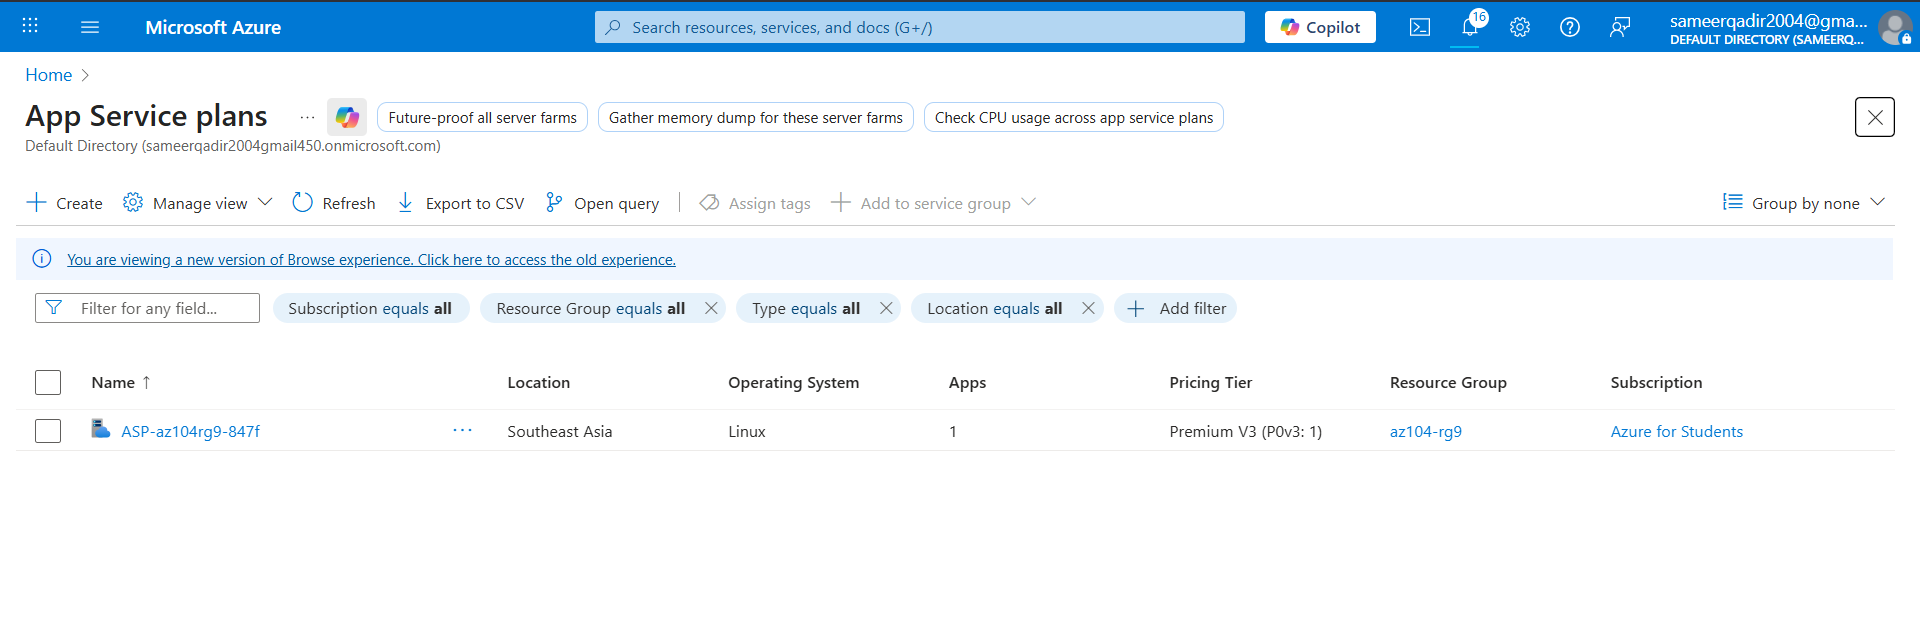 Microsoft Azure
Search resources, services, and docs (G+/)
Copilot
16
sameerqadir2004@gma...
DEFAULT DIRECTORY (SAMEERQ...
Home
App Service plans
...
Future-proof all server farms
Gather memory dump for these server farms
Check CPU usage across app service plans
Default Directory (sameerqadir2004gmail450.onmicrosoft.com)
Create
Manage view
Refresh
Export to CSV
Open query
Assign tags
Add to service group
Group by none
You are viewing a new version of Browse experience. Click here to access the old experience.
Filter for any field...
Subscription equals all
Resource Group equals all
Type equals all
Location equals all
Add filter
Name ↑
Location
Operating System
Apps
Pricing Tier
Resource Group
Subscription
ASP-az104rg9-847f
...
Southeast Asia
Linux
1
Premium V3 (P0v3: 1)
az104-rg9
Azure for Students